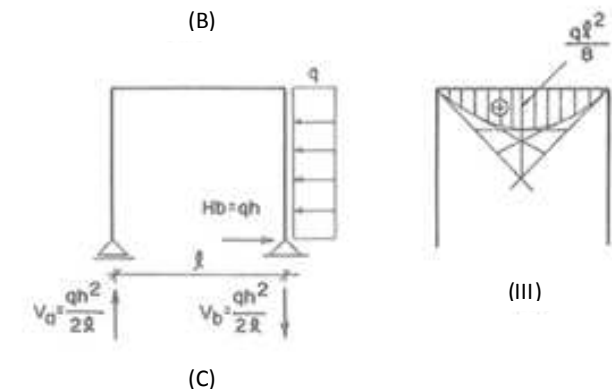 (B)
qℓ²
8
q
Hb=qh
ℓ
(III)
Va= qh²
2ℓ
Vb= qh²
2ℓ
(C)